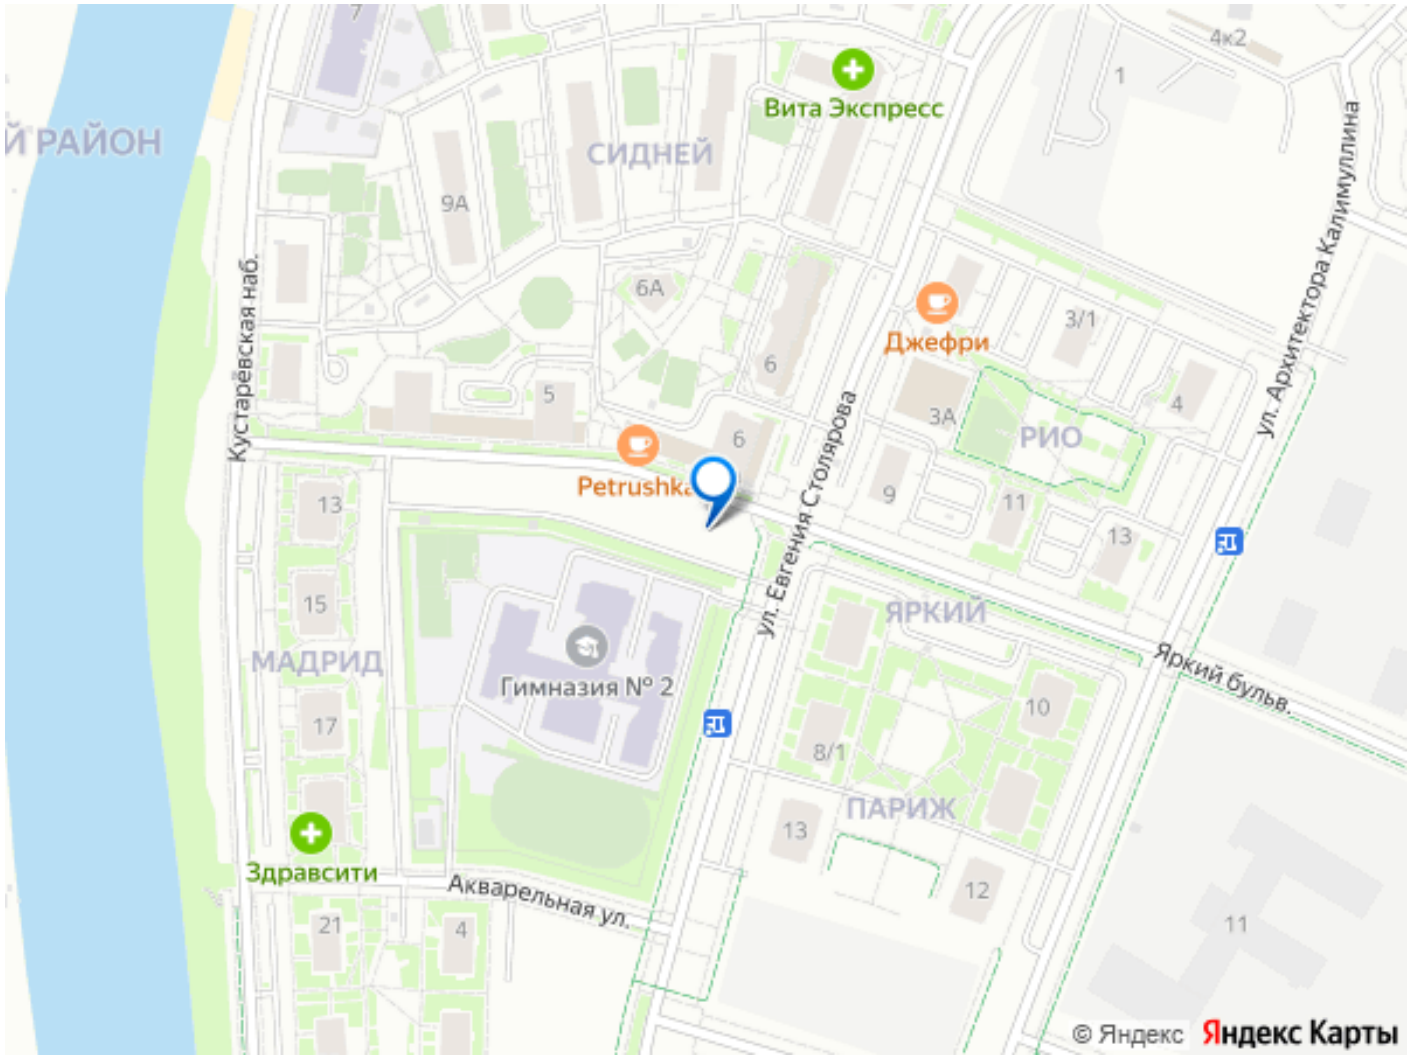 7
4к2
1
Вита Экспресс
Й РАЙОН
СИДНЕЙ
9А
ул. Архитектора Калимуллина
6А
Кустарёвская наб.
Джефри
3/1
6
5
3А
4
РИО
6
Petrushka
ул. Евгения Столярова
9
11
13
13
15
ЯРКИЙ
МАДРИД
Яркий бульв.
Гимназия № 2
17
10
8/1
ПАРИЖ
13
Здравсити
Акварельная ул.
12
21
4
11
© Яндекс Яндекс Карты